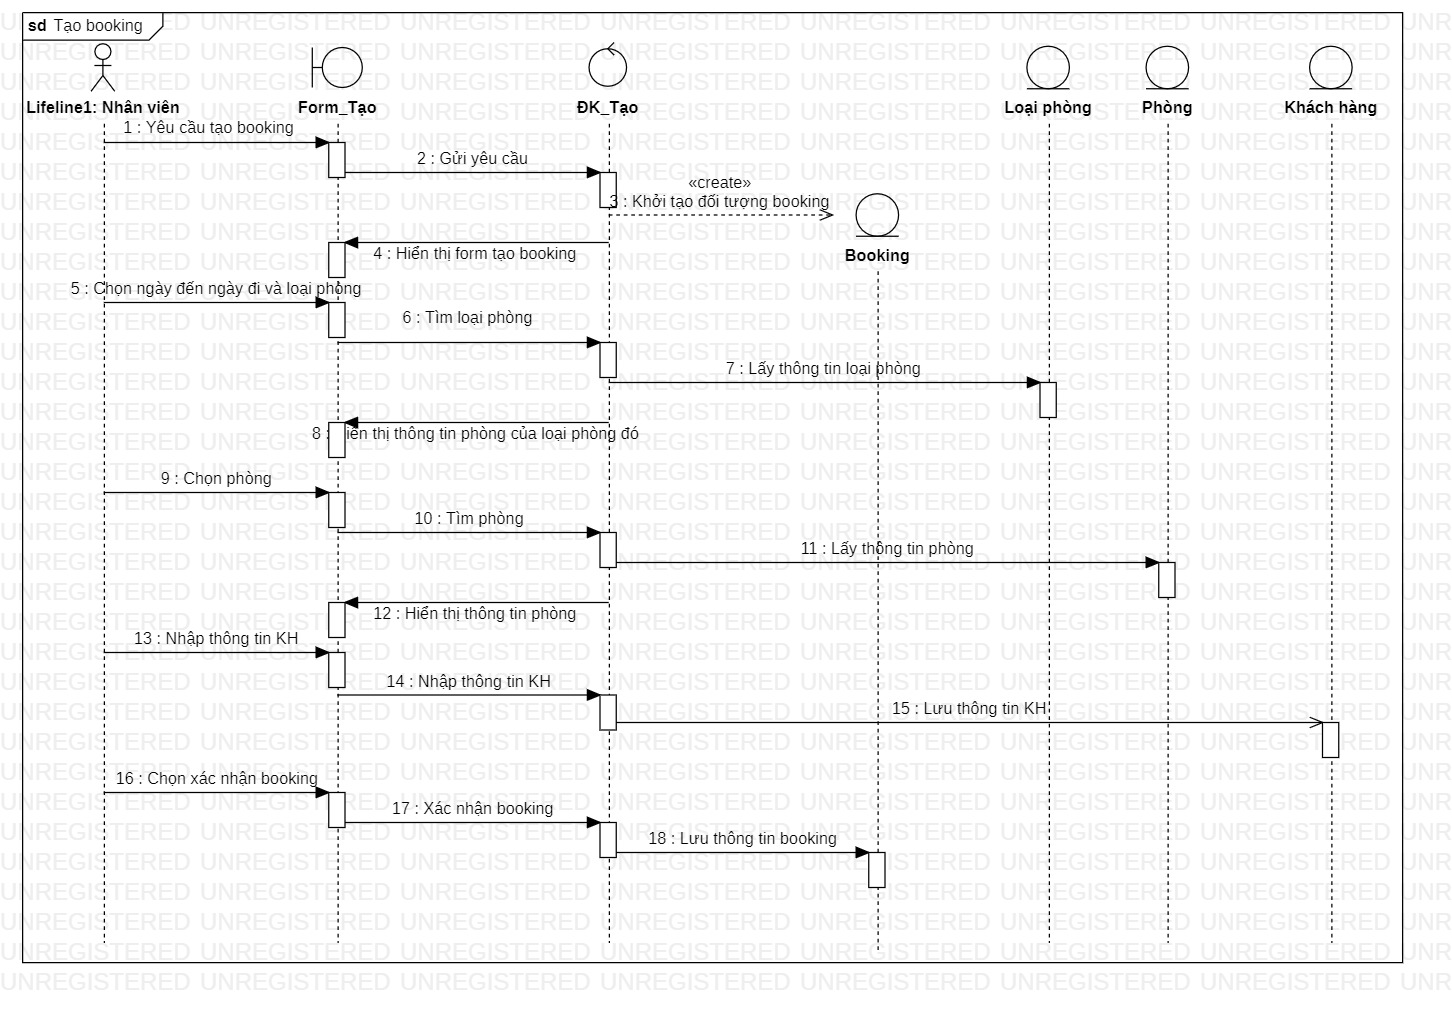 sd Tạo booking
Lifeline1: Nhân viên
Form_Tạo
ĐK_Tạo
Loại phòng
Phòng
Khách hàng
1 : Yêu cầu tạo booking
2 : Gửi yêu cầu
«create»
3 : Khởi tạo đối tượng booking
Booking
4 : Hiển thị form tạo booking
5 : Chọn ngày đến ngày đi và loại phòng
6 : Tìm loại phòng
7 : Lấy thông tin loại phòng
8 : Hiển thị thông tin phòng của loại phòng đó
9 : Chọn phòng
10 : Tìm phòng
11 : Lấy thông tin phòng
12 : Hiển thị thông tin phòng
13 : Nhập thông tin KH
14 : Nhập thông tin KH
15 : Lưu thông tin KH
16 : Chọn xác nhận booking
17 : Xác nhận booking
18 : Lưu thông tin booking
UNREGISTERED